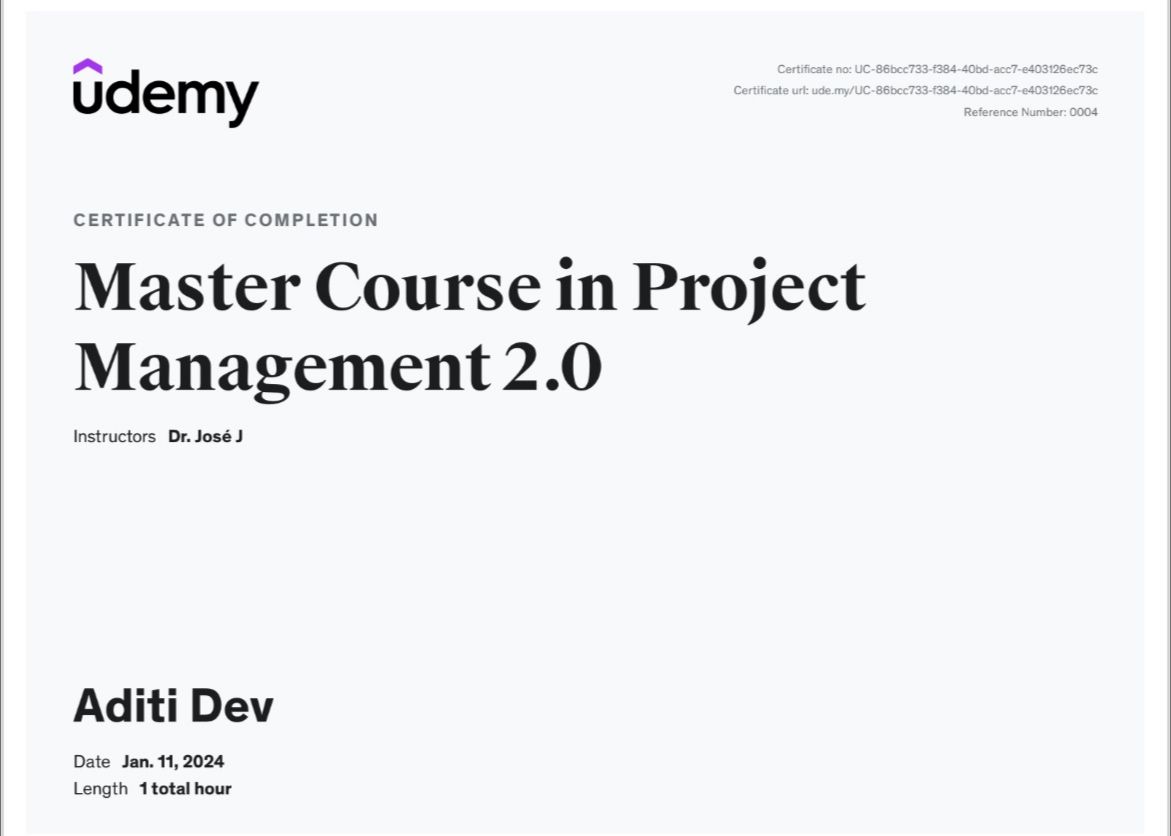 udemy
Certificate no: UC-86bcc733-f384-40bd-acc7-e403126ec73c
Certificate url: ude.my/UC-86bcc733-f384-40bd-acc7-e403126ec73c
Reference Number: 0004
CERTIFICATE OF COMPLETION
Master Course in Project
Management 2.0
Instructors Dr. José J
Aditi Dev
Date Jan. 11, 2024
Length 1 total hour